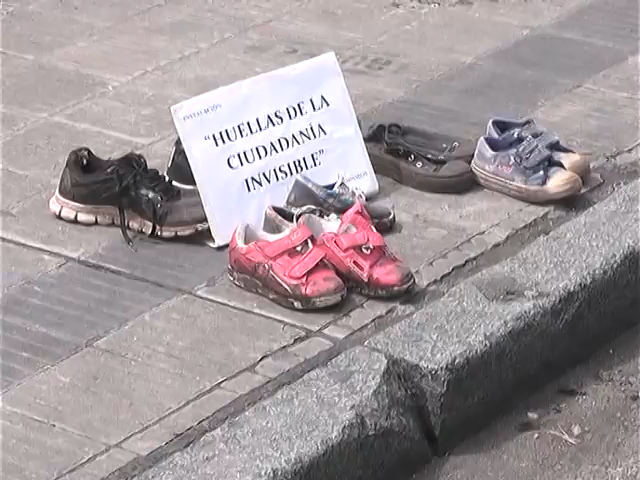 INSTALACIÓN
“HUELLAS DE LA
CIUDADANÍA
INVISIBLE”